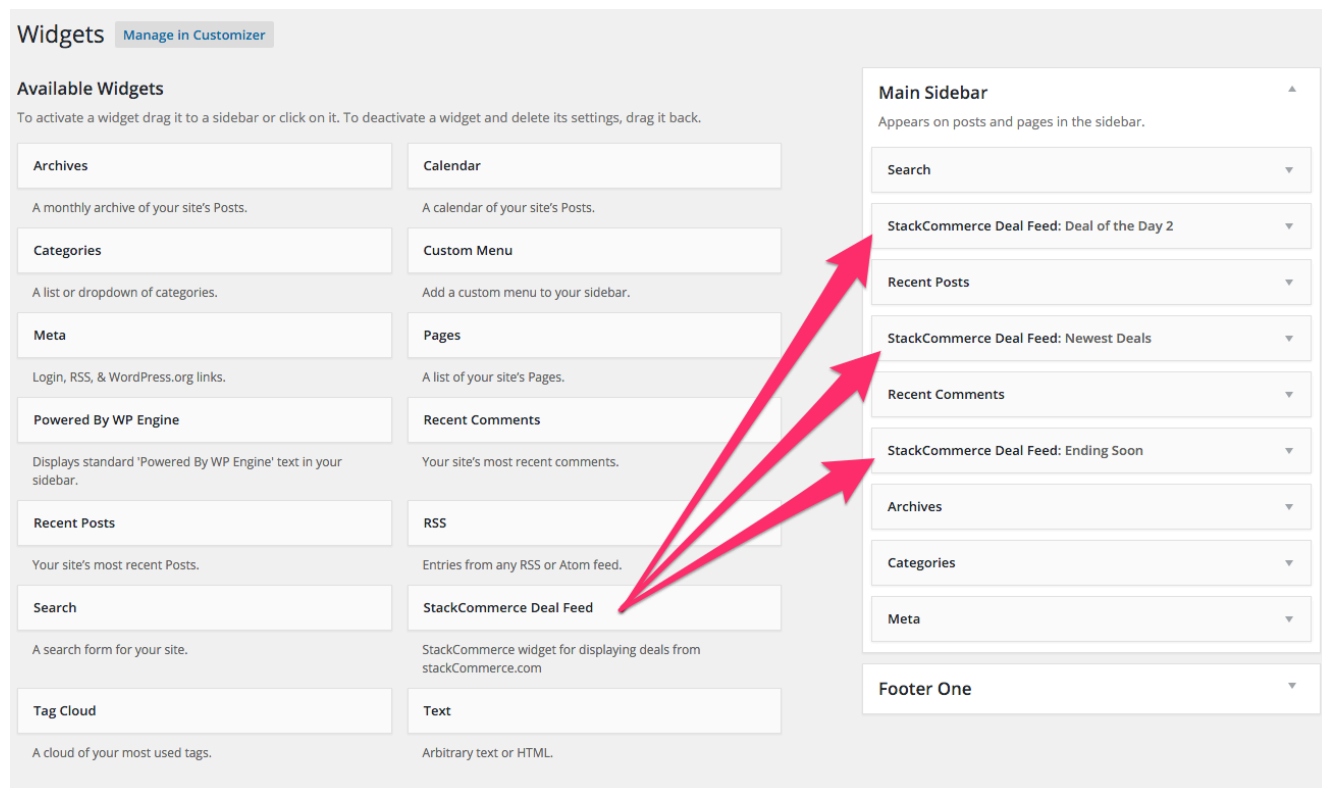 Widgets
Manage in Customizer
Available Widgets
To activate a widget drag it to a sidebar or click on it. To deactivate a widget and delete its settings, drag it back.
Archives
A monthly archive of your site's Posts.
Calendar
A calendar of your site's Posts.
Categories
A list or dropdown of categories.
Custom Menu
Add a custom menu to your sidebar.
Meta
Login, RSS, & WordPress.org links.
Pages
A list of your site's Pages.
Powered By WP Engine
Displays standard 'Powered By WP Engine' text in your
sidebar.
Recent Comments
Your site's most recent comments.
Recent Posts
Your site's most recent Posts.
RSS
Entries from any RSS or Atom feed.
Search
A search form for your site.
StackCommerce Deal Feed
StackCommerce widget for displaying deals from
stackCommerce.com
Tag Cloud
A cloud of your most used tags.
Text
Arbitrary text or HTML.
Main Sidebar
Appears on posts and pages in the sidebar.
Search
StackCommerce Deal Feed: Deal of the Day 2
Recent Posts
StackCommerce Deal Feed: Newest Deals
Recent Comments
StackCommerce Deal Feed: Ending Soon
Archives
Categories
Meta
Footer One